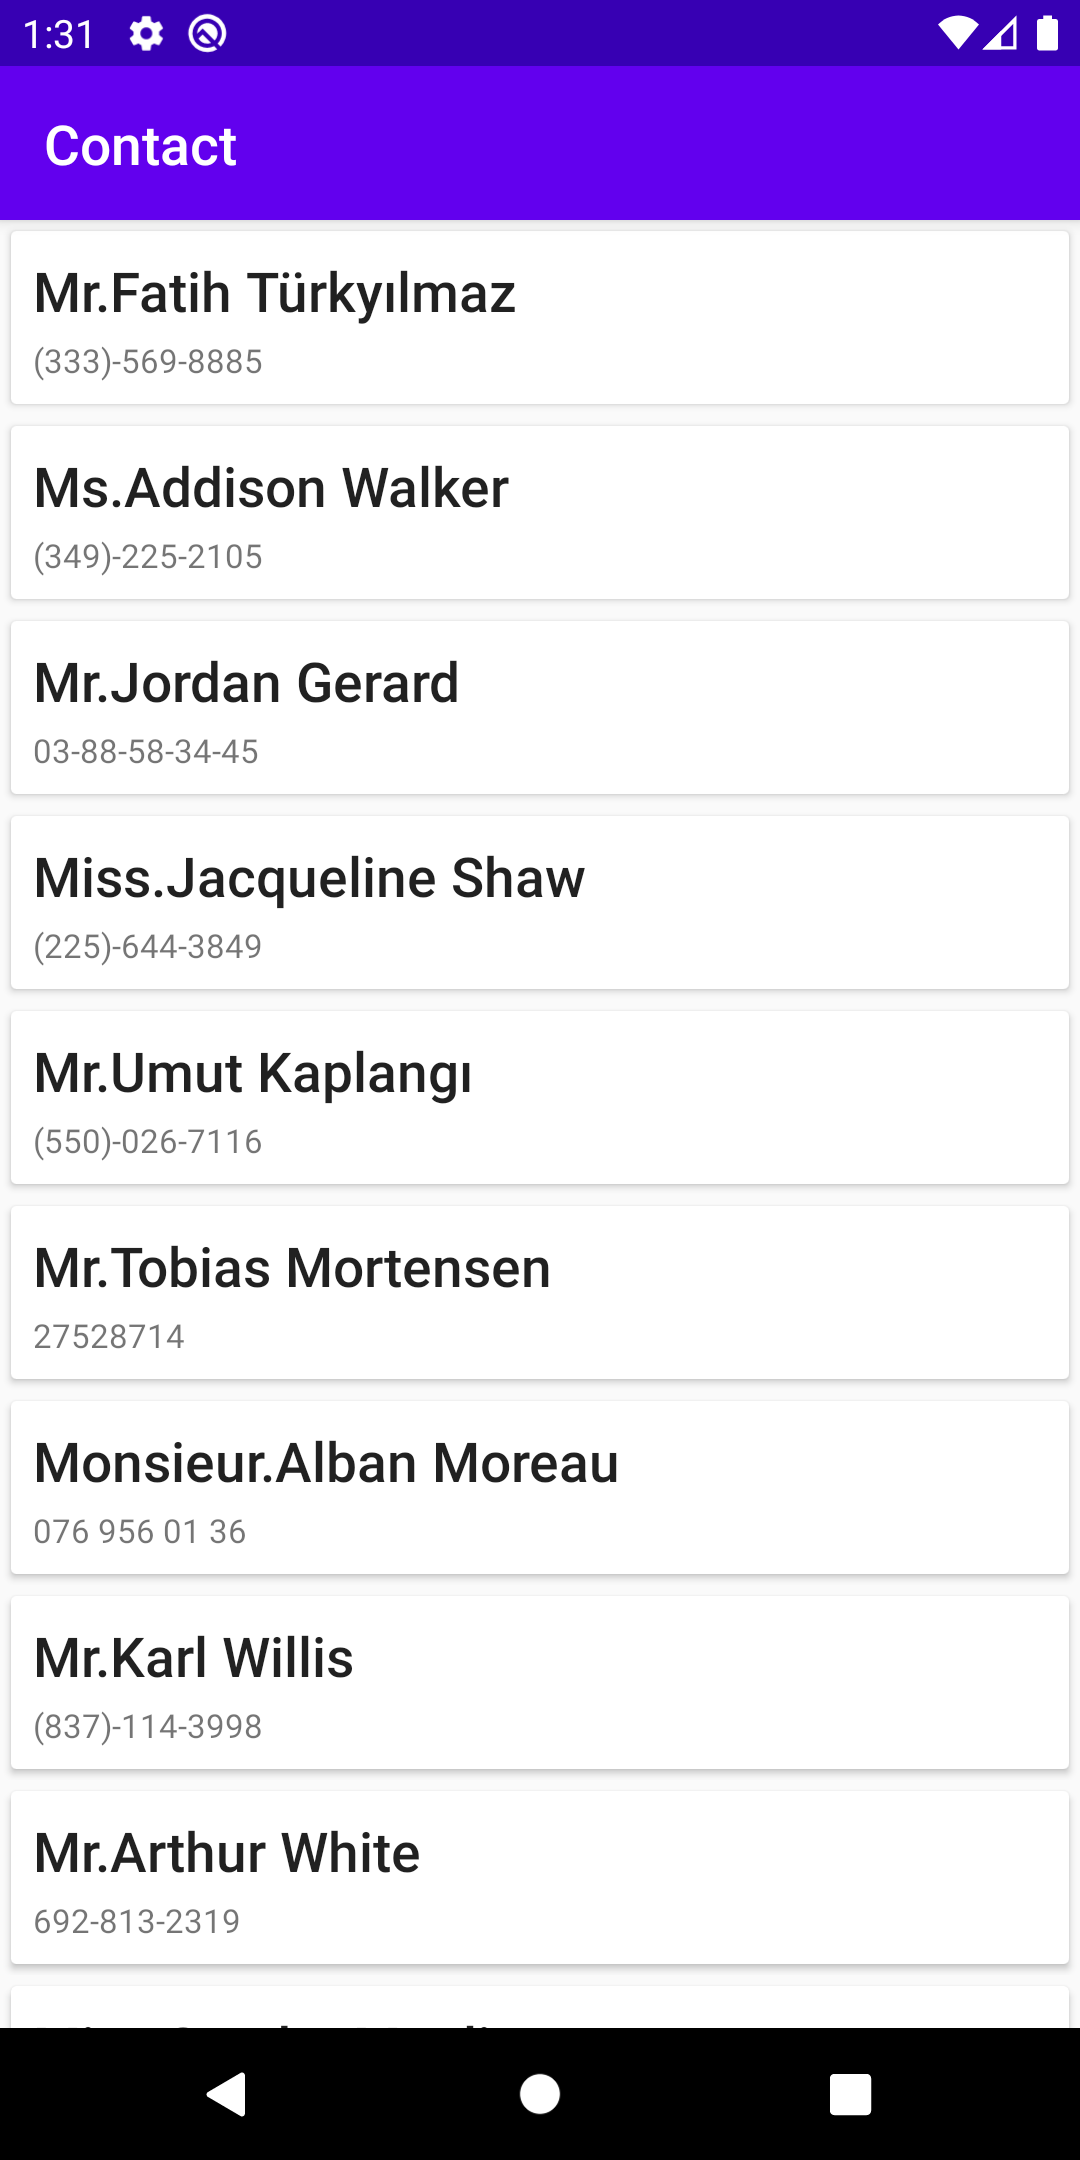 1:31
Contact
Mr.Fatih Türkyılmaz
(333)-569-8885
Ms.Addison Walker
(349)-225-2105
Mr.Jordan Gerard
03-88-58-34-45
Miss.Jacqueline Shaw
(225)-644-3849
Mr.Umut Kaplangı
(550)-026-7116
Mr.Tobias Mortensen
27528714
Monsieur.Alban Moreau
076 956 01 36
Mr.Karl Willis
(837)-114-3998
Mr.Arthur White
692-813-2319